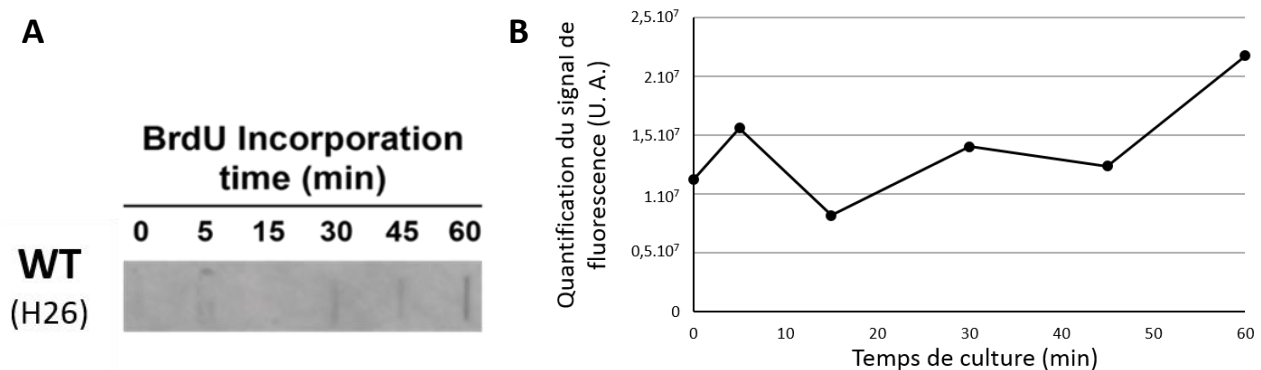 A
BrdU Incorporation
time (min)
0 5 15 30 45 60
WT
(H26)
B
Quantification du signal de
fluorescence (U. A.)
2,5.10⁷
2.10⁷
1,5.10⁷
1.10⁷
0,5.10⁷
0
0 10 20 30 40 50 60
Temps de culture (min)